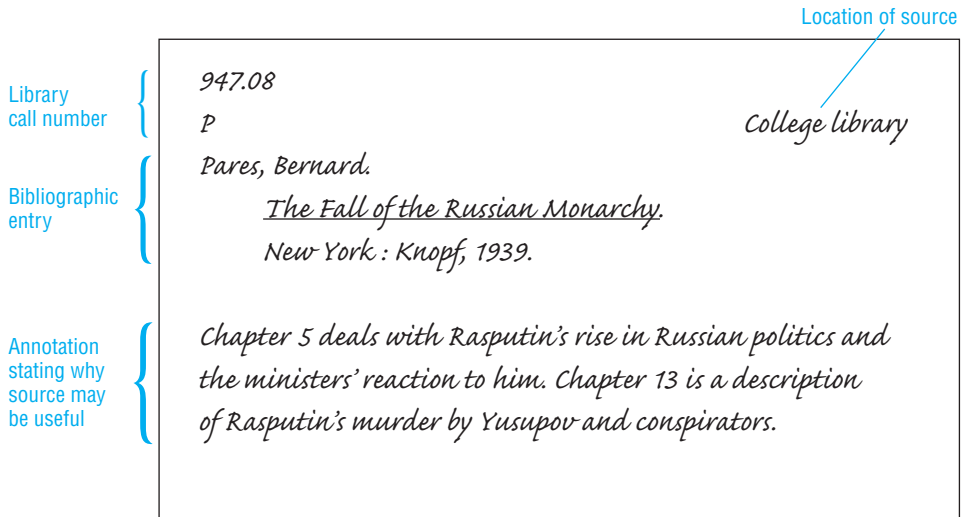 Location of source
Library
call number
947.08
P
College library
Bibliographic
entry
Pares, Bernard.
The Fall of the Russian Monarchy.
New York : Knopf, 1939.
Annotation
stating why
source may
be useful
Chapter 5 deals with Rasputin's rise in Russian politics and
the ministers' reaction to him. Chapter 13 is a description
of Rasputin's murder by Yusupov and conspirators.